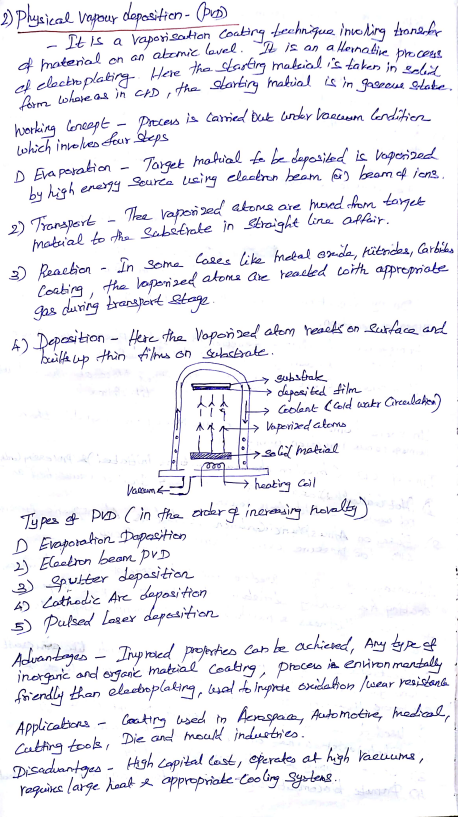 2) Physical vapour deposition - (PVD)
- It is a vaporisation coating technique involving transfer
of material on an atomic level. It is an alternative process
of electroplating. Here the starting material is taken in solid
form whereas in CVD, the starting material is in gaseous state.
Working Concept - Process is carried out under vacuum condition
which involves four steps
1) Evaporation - Target material to be deposited is vaporized
by high energy source using electron beam (or) beam of ions.
2) Transport - The vaporized atoms are moved from target
material to the substrate in straight line affair.
3) Reaction - In some cases like metal oxide, nitrides, carbides
coating, the vaporized atoms are reacted with appropriate
gas during transport stage.
4) Deposition - Here the vaporized atom reacts on surface and
builts up thin films on substrate.
substrate
deposited film
coolant (cold water circulation)
vaporized atoms
solid material
Vacuum
heating coil
Types of PVD (in the order of increasing novelty)
1) Evaporation Deposition
2) Electron beam PVD
3) Sputter deposition
4) Cathodic Arc deposition
5) Pulsed Laser deposition
Advantages - Improved properties can be achieved, Any type of
inorganic and organic material coating, process is environmentally
friendly than electroplating, used to improve oxidation / wear resistance
Applications - Coating used in Aerospace, Automotive, medical,
Cutting tools, Die and mould industries.
Disadvantages - High Capital cost, operates at high vacuums,
requires large heat & appropriate cooling systems.